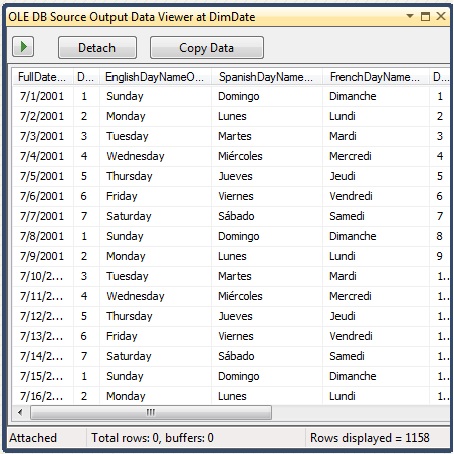 OLE DB Source Output Data Viewer at DimDate
Detach Copy Data
FullDate... D... EnglishDayNameO... SpanishDayName... FrenchDayName... D...
7/1/2001 1 Sunday Domingo Dimanche 1
7/2/2001 2 Monday Lunes Lundi 2
7/3/2001 3 Tuesday Martes Mardi 3
7/4/2001 4 Wednesday Miércoles Mercredi 4
7/5/2001 5 Thursday Jueves Jeudi 5
7/6/2001 6 Friday Viernes Vendredi 6
7/7/2001 7 Saturday Sábado Samedi 7
7/8/2001 1 Sunday Domingo Dimanche 8
7/9/2001 2 Monday Lunes Lundi 9
7/10/2... 3 Tuesday Martes Mardi 1...
7/11/2... 4 Wednesday Miércoles Mercredi 1...
7/12/2... 5 Thursday Jueves Jeudi 1...
7/13/2... 6 Friday Viernes Vendredi 1...
7/14/2... 7 Saturday Sábado Samedi 1...
7/15/2... 1 Sunday Domingo Dimanche 1...
7/16/2... 2 Monday Lunes Lundi 1...
Attached Total rows: 0, buffers: 0 Rows displayed = 1158